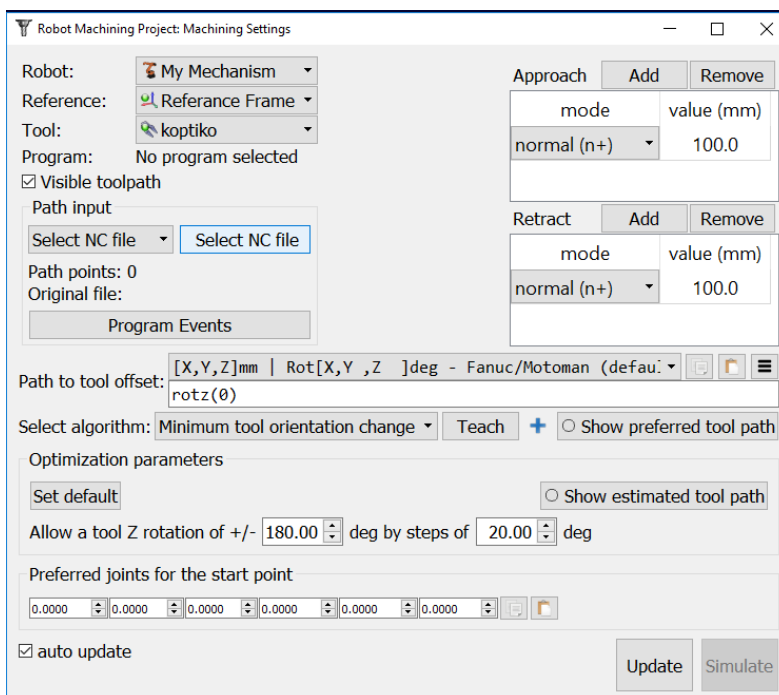 Robot Machining Project: Machining Settings
Robot: My Mechanism
Reference: Referance Frame
Tool: koptiko
Program: No program selected
Visible toolpath
Path input
Select NC file Select NC file
Path points: 0
Original file:
Program Events
Approach Add Remove
mode value (mm)
normal (n+) 100.0
Retract Add Remove
mode value (mm)
normal (n+) 100.0
Path to tool offset: [X,Y,Z]mm | Rot[X,Y ,Z ]deg - Fanuc/Motoman (defau
rotz(0)
Select algorithm: Minimum tool orientation change Teach Show preferred tool path
Optimization parameters
Set default Show estimated tool path
Allow a tool Z rotation of +/- 180.00 deg by steps of 20.00 deg
Preferred joints for the start point
0.0000 0.0000 0.0000 0.0000 0.0000 0.0000
auto update
Update Simulate